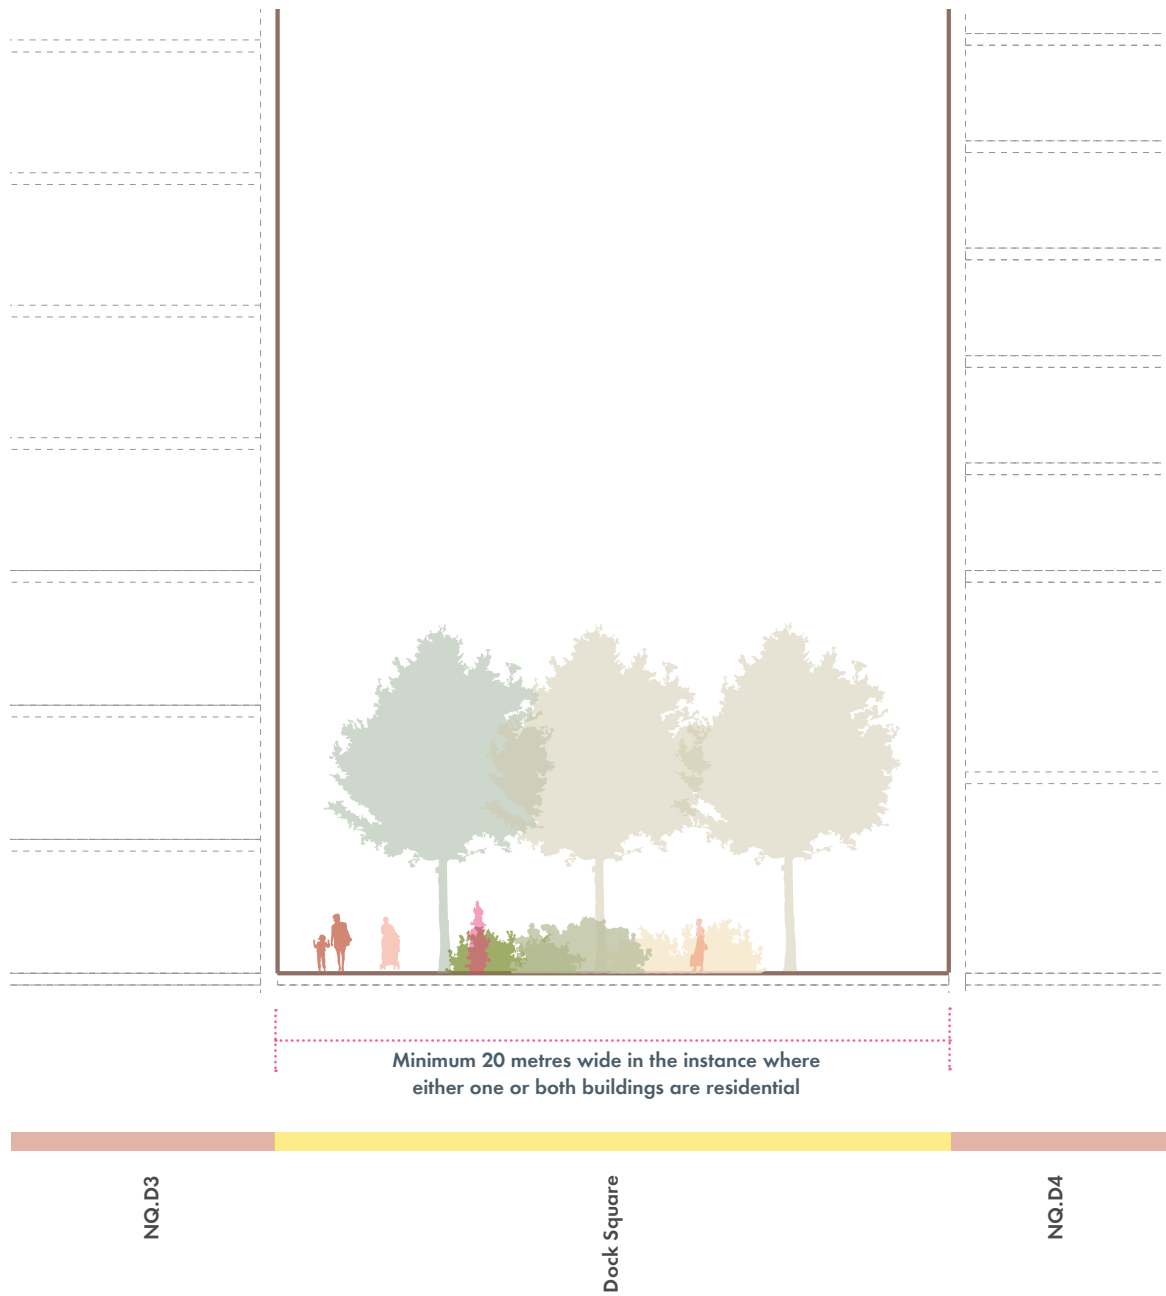 Minimum 20 metres wide in the instance where
either one or both buildings are residential
NQ.D3
Dock Square
NQ.D4